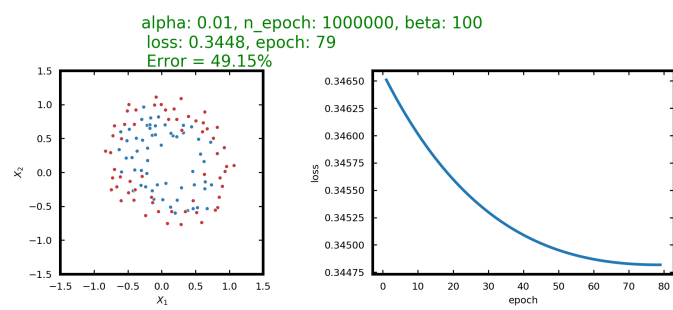 alpha: 0.01, n_epoch: 1000000, beta: 100
loss: 0.3448, epoch: 79
Error = 49.15%
1.5
1.0
0.5
0.0
−0.5
−1.0
−1.5
X2
−1.5 −1.0 −0.5 0.0 0.5 1.0 1.5
X1
0.34650
0.34625
0.34600
0.34575
0.34550
0.34525
0.34500
0.34475
loss
0 10 20 30 40 50 60 70 80
epoch